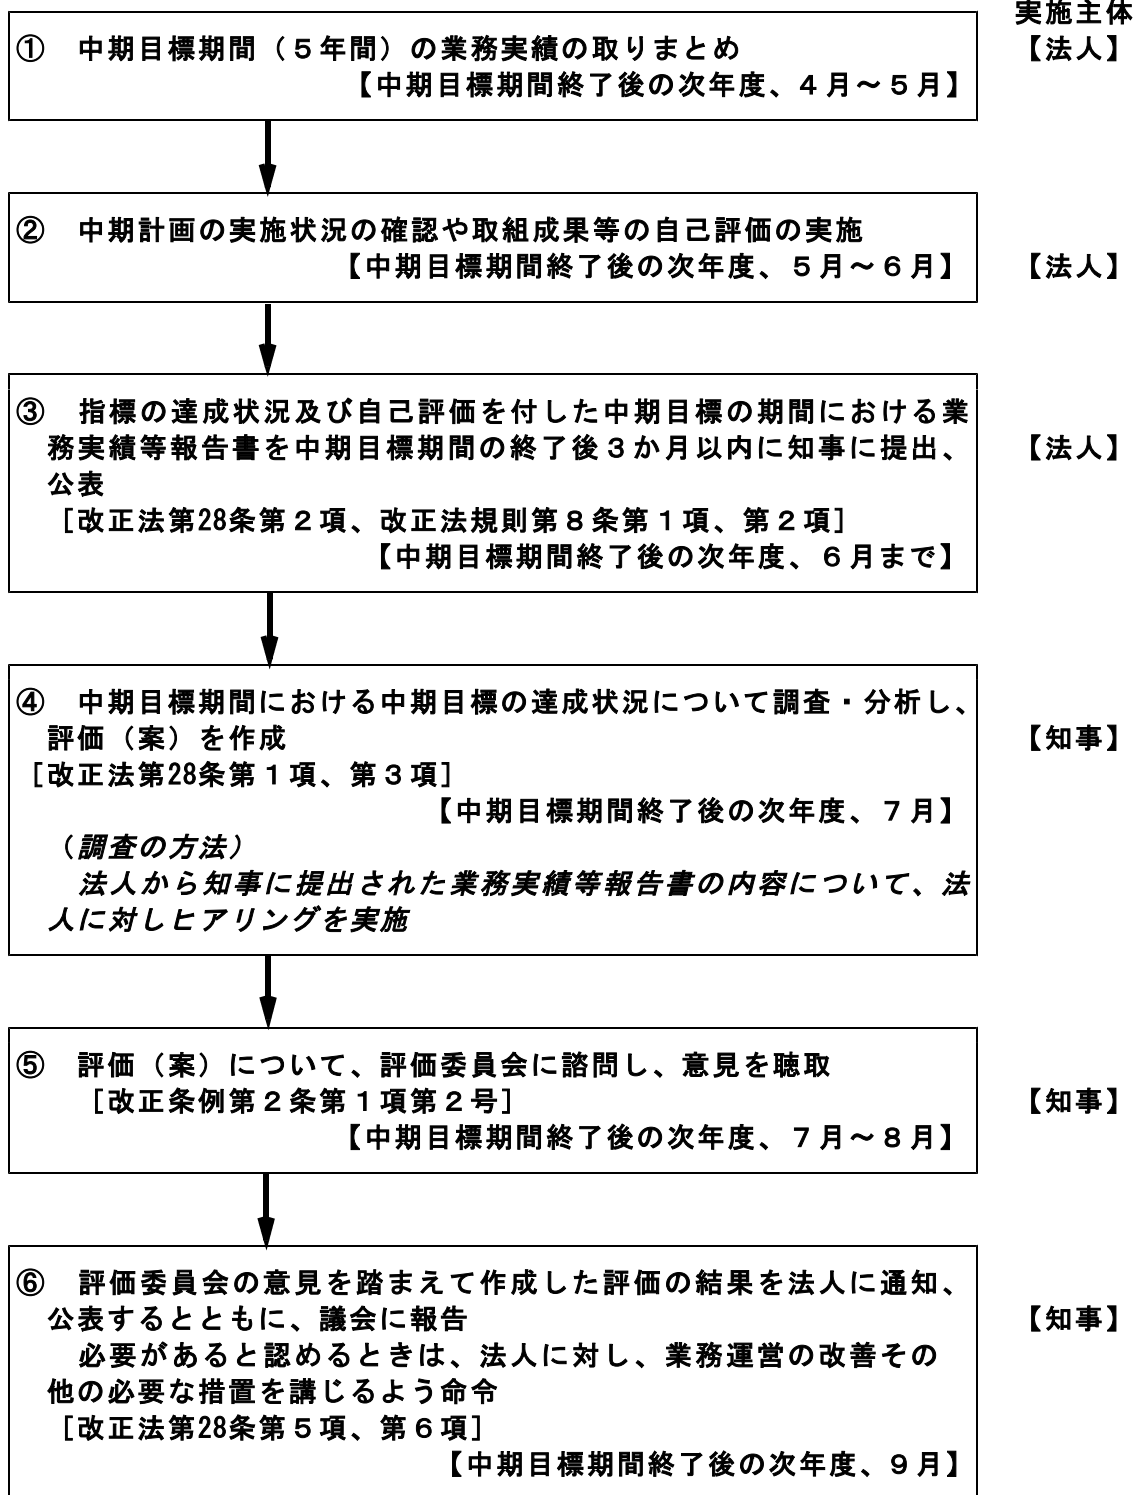 実施主体
①　中期目標期間（５年間）の業務実績の取りまとめ　【法人】
【中期目標期間終了後の次年度、４月～５月】
②　中期計画の実施状況の確認や取組成果等の自己評価の実施
【中期目標期間終了後の次年度、５月～６月】　【法人】
③　指標の達成状況及び自己評価を付した中期目標の期間における業
務実績等報告書を中期目標期間の終了後３か月以内に知事に提出、　【法人】
公表
［改正法第28条第２項、改正法規則第８条第１項、第２項］
【中期目標期間終了後の次年度、６月まで】
④　中期目標期間における中期目標の達成状況について調査・分析し、
評価（案）を作成　【知事】
［改正法第28条第１項、第３項］
【中期目標期間終了後の次年度、７月】
（調査の方法）
法人から知事に提出された業務実績等報告書の内容について、法
人に対しヒアリングを実施
⑤　評価（案）について、評価委員会に諮問し、意見を聴取
［改正条例第２条第１項第２号］　【知事】
【中期目標期間終了後の次年度、７月～８月】
⑥　評価委員会の意見を踏まえて作成した評価の結果を法人に通知、
公表するとともに、議会に報告　【知事】
必要があると認めるときは、法人に対し、業務運営の改善その
他の必要な措置を講じるよう命令
［改正法第28条第５項、第６項］
【中期目標期間終了後の次年度、９月】